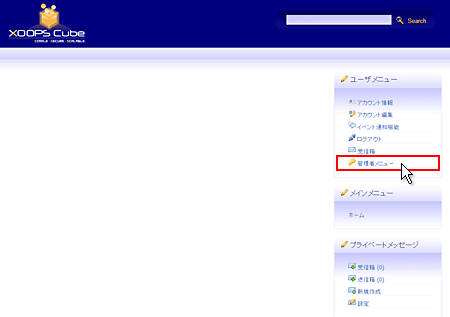 XOOPS Cube
SIMPLE SECURE SCALABLE
Search
ユーザメニュー
アカウント情報
アカウント編集
イベント通知機能
ログアウト
受信箱
管理者メニュー
メインメニュー
ホーム
プライベートメッセージ
受信箱 (0)
送信箱 (0)
新規作成
設定